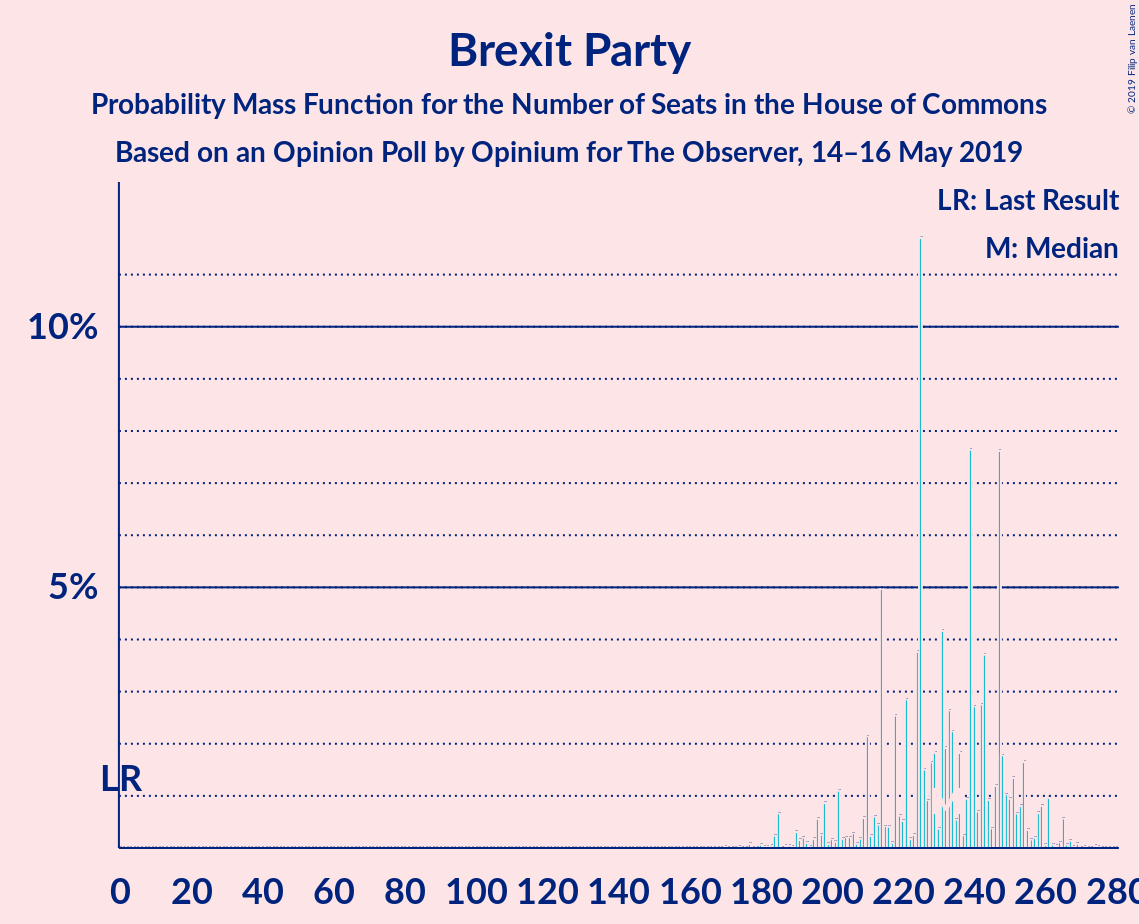 Brexit Party
Probability Mass Function for the Number of Seats in the House of Commons
Based on an Opinion Poll by Opinium for The Observer, 14–16 May 2019
© 2019 Filip van Laenen
LR: Last Result
M: Median
10%
5%
LR
0 20 40 60 80 100 120 140 160 180 200 220 240 260 280